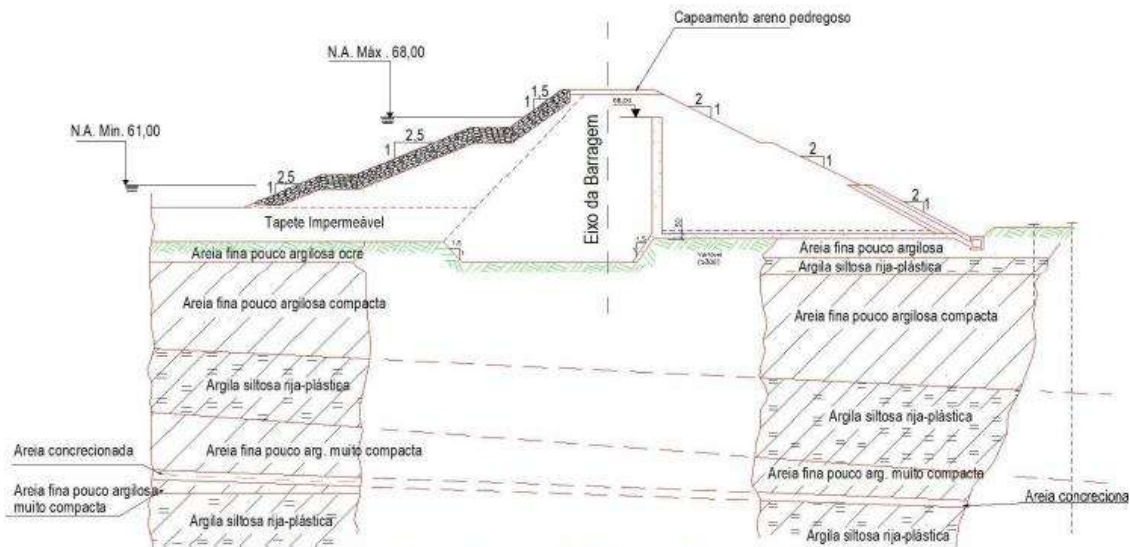 Capeamento areno pedregoso
N.A. Máx . 68,00
N.A. Min. 61,00
1,5
1
2
1
2,5
1
2
1
2,5
1
2
1
Eixo da Barragem
Tapete Impermeável
Areia fina pouco argilosa ocre
Areia fina pouco argilosa
Argila siltosa rija-plástica
Areia fina pouco argilosa compacta
Areia fina pouco argilosa compacta
Argila siltosa rija-plástica
Argila siltosa rija-plástica
Areia fina pouco arg. muito compacta
Areia concrecionada
Areia fina pouco arg. muito compacta
Areia fina pouco argilosa
muito compacta
Areia concreciona
Argila siltosa rija-plástica
Argila siltosa rija-plástica